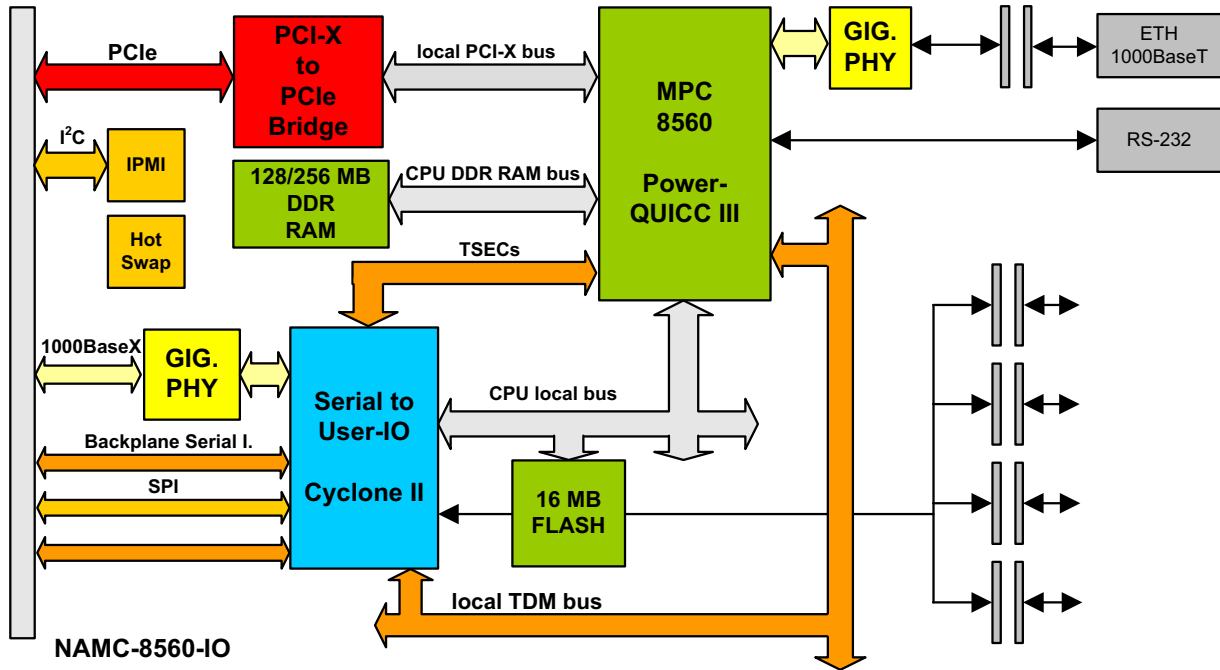 PCIe
PCI-X
to
PCIe
Bridge
local PCI-X bus
MPC
8560
Power-
QUICC III
GIG.
PHY
ETH
1000BaseT
RS-232
I²C
IPMI
Hot
Swap
128/256 MB
DDR
RAM
CPU DDR RAM bus
TSECs
1000BaseX
GIG.
PHY
Serial to
User-IO
Cyclone II
CPU local bus
Backplane Serial I.
SPI
16 MB
FLASH
local TDM bus
NAMC-8560-IO